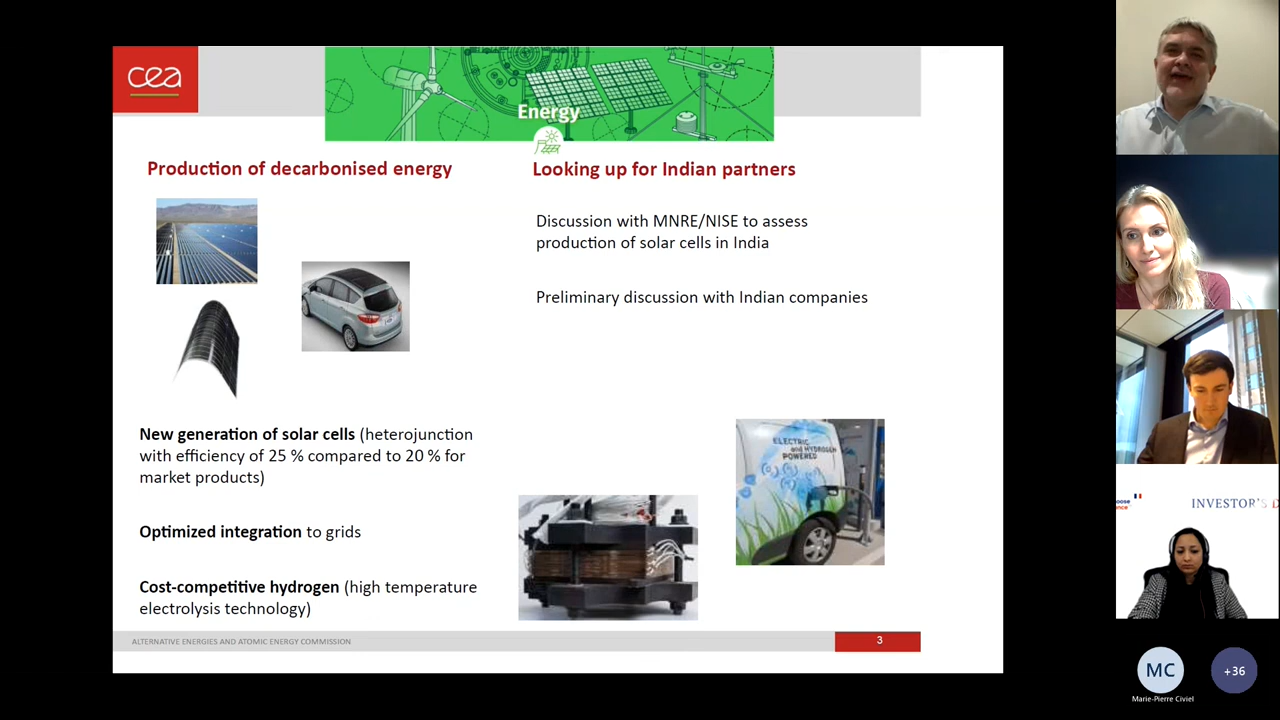 cea
Energy
Production of decarbonised energy
Looking up for Indian partners
Discussion with MNRE/NISE to assess
production of solar cells in India
Preliminary discussion with Indian companies
New generation of solar cells (heterojunction
with efficiency of 25 % compared to 20 % for
market products)
Optimized integration to grids
Cost-competitive hydrogen (high temperature
electrolysis technology)
ELECTRIC
and HYDROGEN
POWERED
ALTERNATIVE ENERGIES AND ATOMIC ENERGY COMMISSION
3
INVESTOR'S
MC
+36
Marie-Pierre Civiel